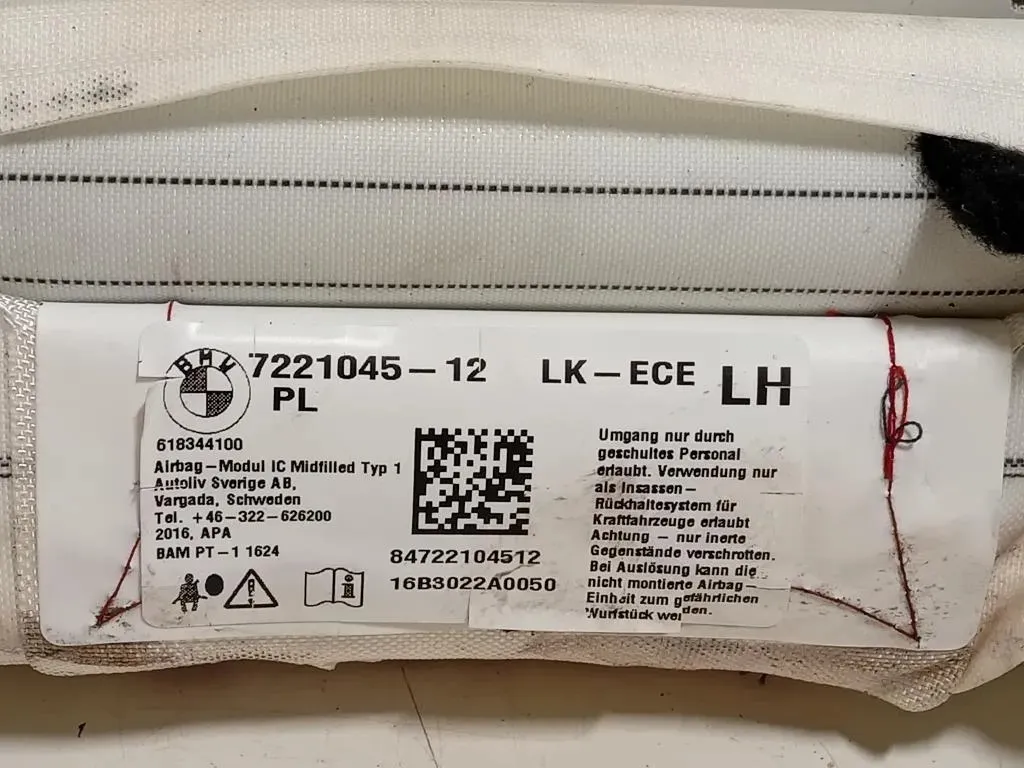 BMW
7221045-12 LK-ECE LH
PL
618344100
Airbag-Modul IC Midfilled Typ 1
Autoliv Sverige AB,
Vargada, Schweden
Tel. +46-322-626200
2016, APA
BAM PT-1 1624
84722104512
16B3022A0050
Umgang nur durch
geschultes Personal
erlaubt. Verwendung nur
als Insassen-
Rückhaltesystem für
Kraftfahrzeuge erlaubt
Achtung - nur inerte
Gegenstände verschrotten.
Bei Auslösung kann die
nicht montierte Airbag-
Einheit zum gefährlichen
Wurfstück werden.